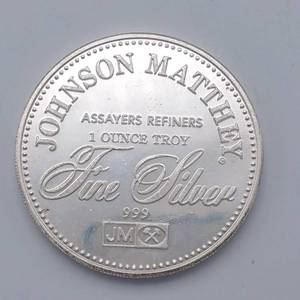 JOHNSON MATTHEY
ASSAYERS REFINERS
1 OUNCE TROY
Fine Silver
999
JM